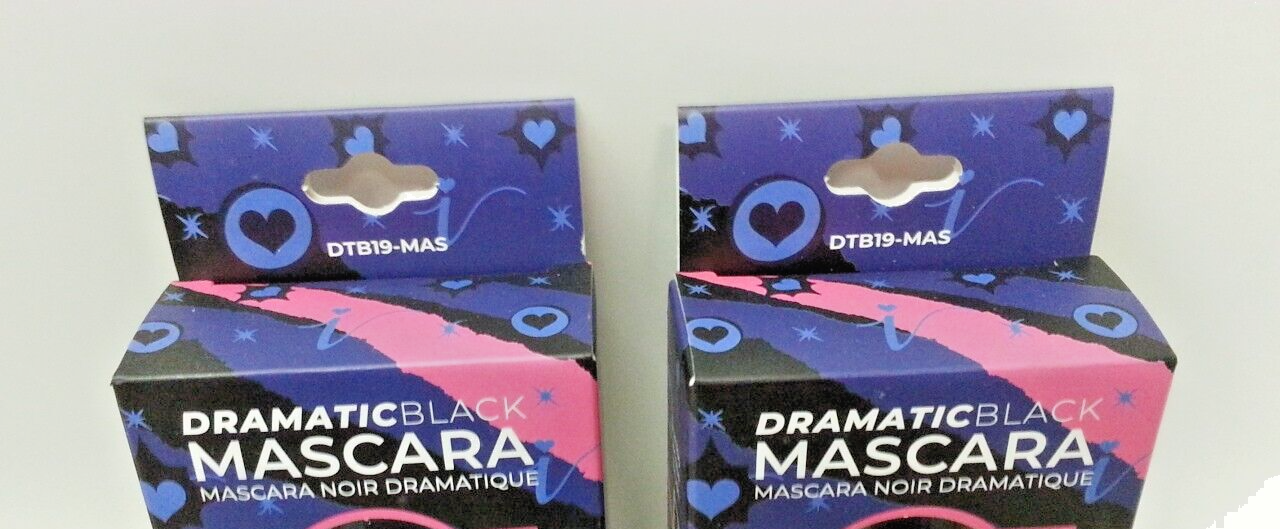 DTB19-MAS
i
i
DRAMATICBLACK
MASCARA
MASCARA NOIR DRAMATIQUE
i
DTB19-MAS
i
i
DRAMATICBLACK
MASCARA
MASCARA NOIR DRAMATIQUE
i